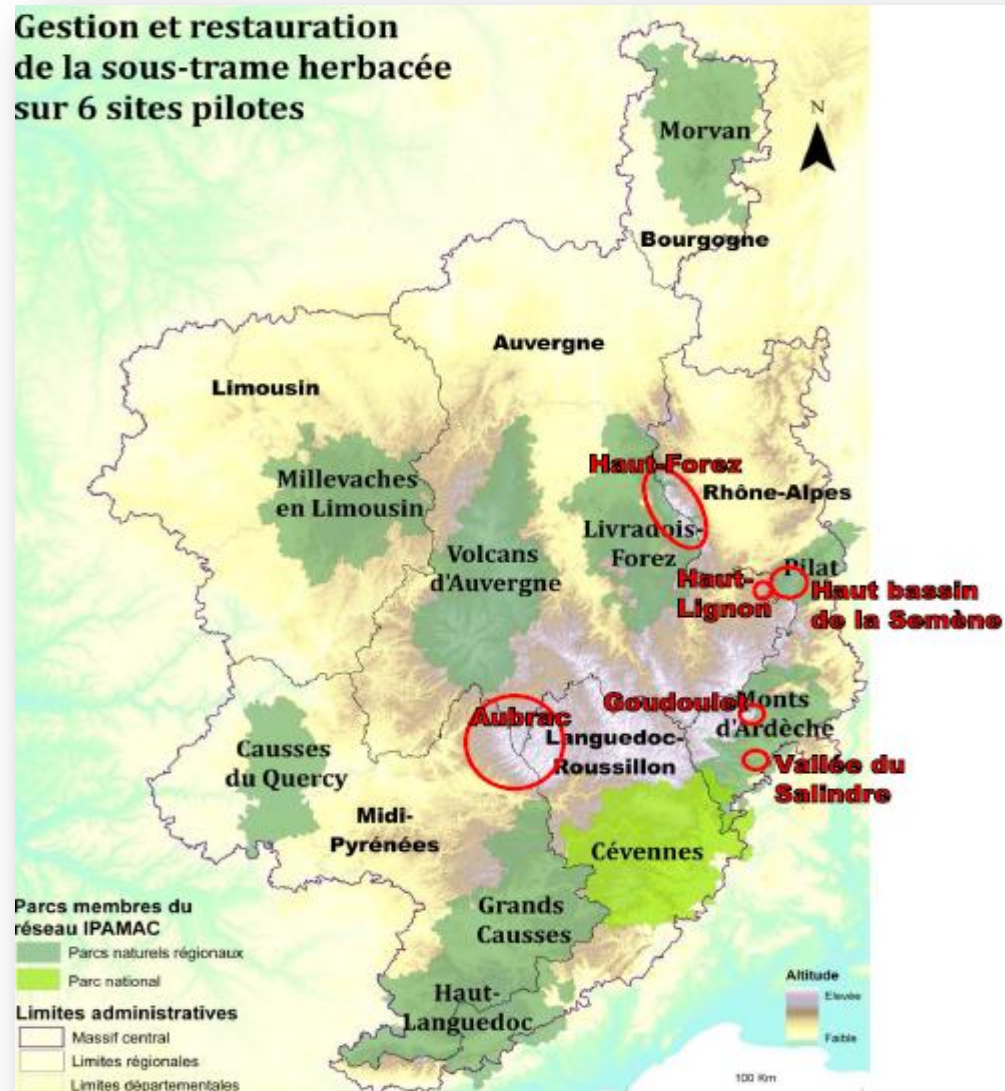 Gestion et restauration
de la sous-trame herbacée
sur 6 sites pilotes
N
Morvan
Bourgogne
Auvergne
Limousin
Haut-Forez
Rhône-Alpes
Millevaches
en Limousin
Livradois-
Forez
Volcans
d'Auvergne
Pilat
Haut-
Lignon
Haut bassin
de la Semène
Goudoulet
Monts
d'Ardèche
Aubrac
Languedoc-
Roussillon
Causses
du Quercy
Vallée du
Salindre
Midi-
Pyrénées
Cévennes
Grands
Causses
Haut-
Languedoc
Parcs membres du
réseau IPAMAC
Parcs naturels régionaux
Parc national
Limites administratives
Massif central
Limites régionales
Limites départementales
Altitude
Elevée
Faible
100 Km